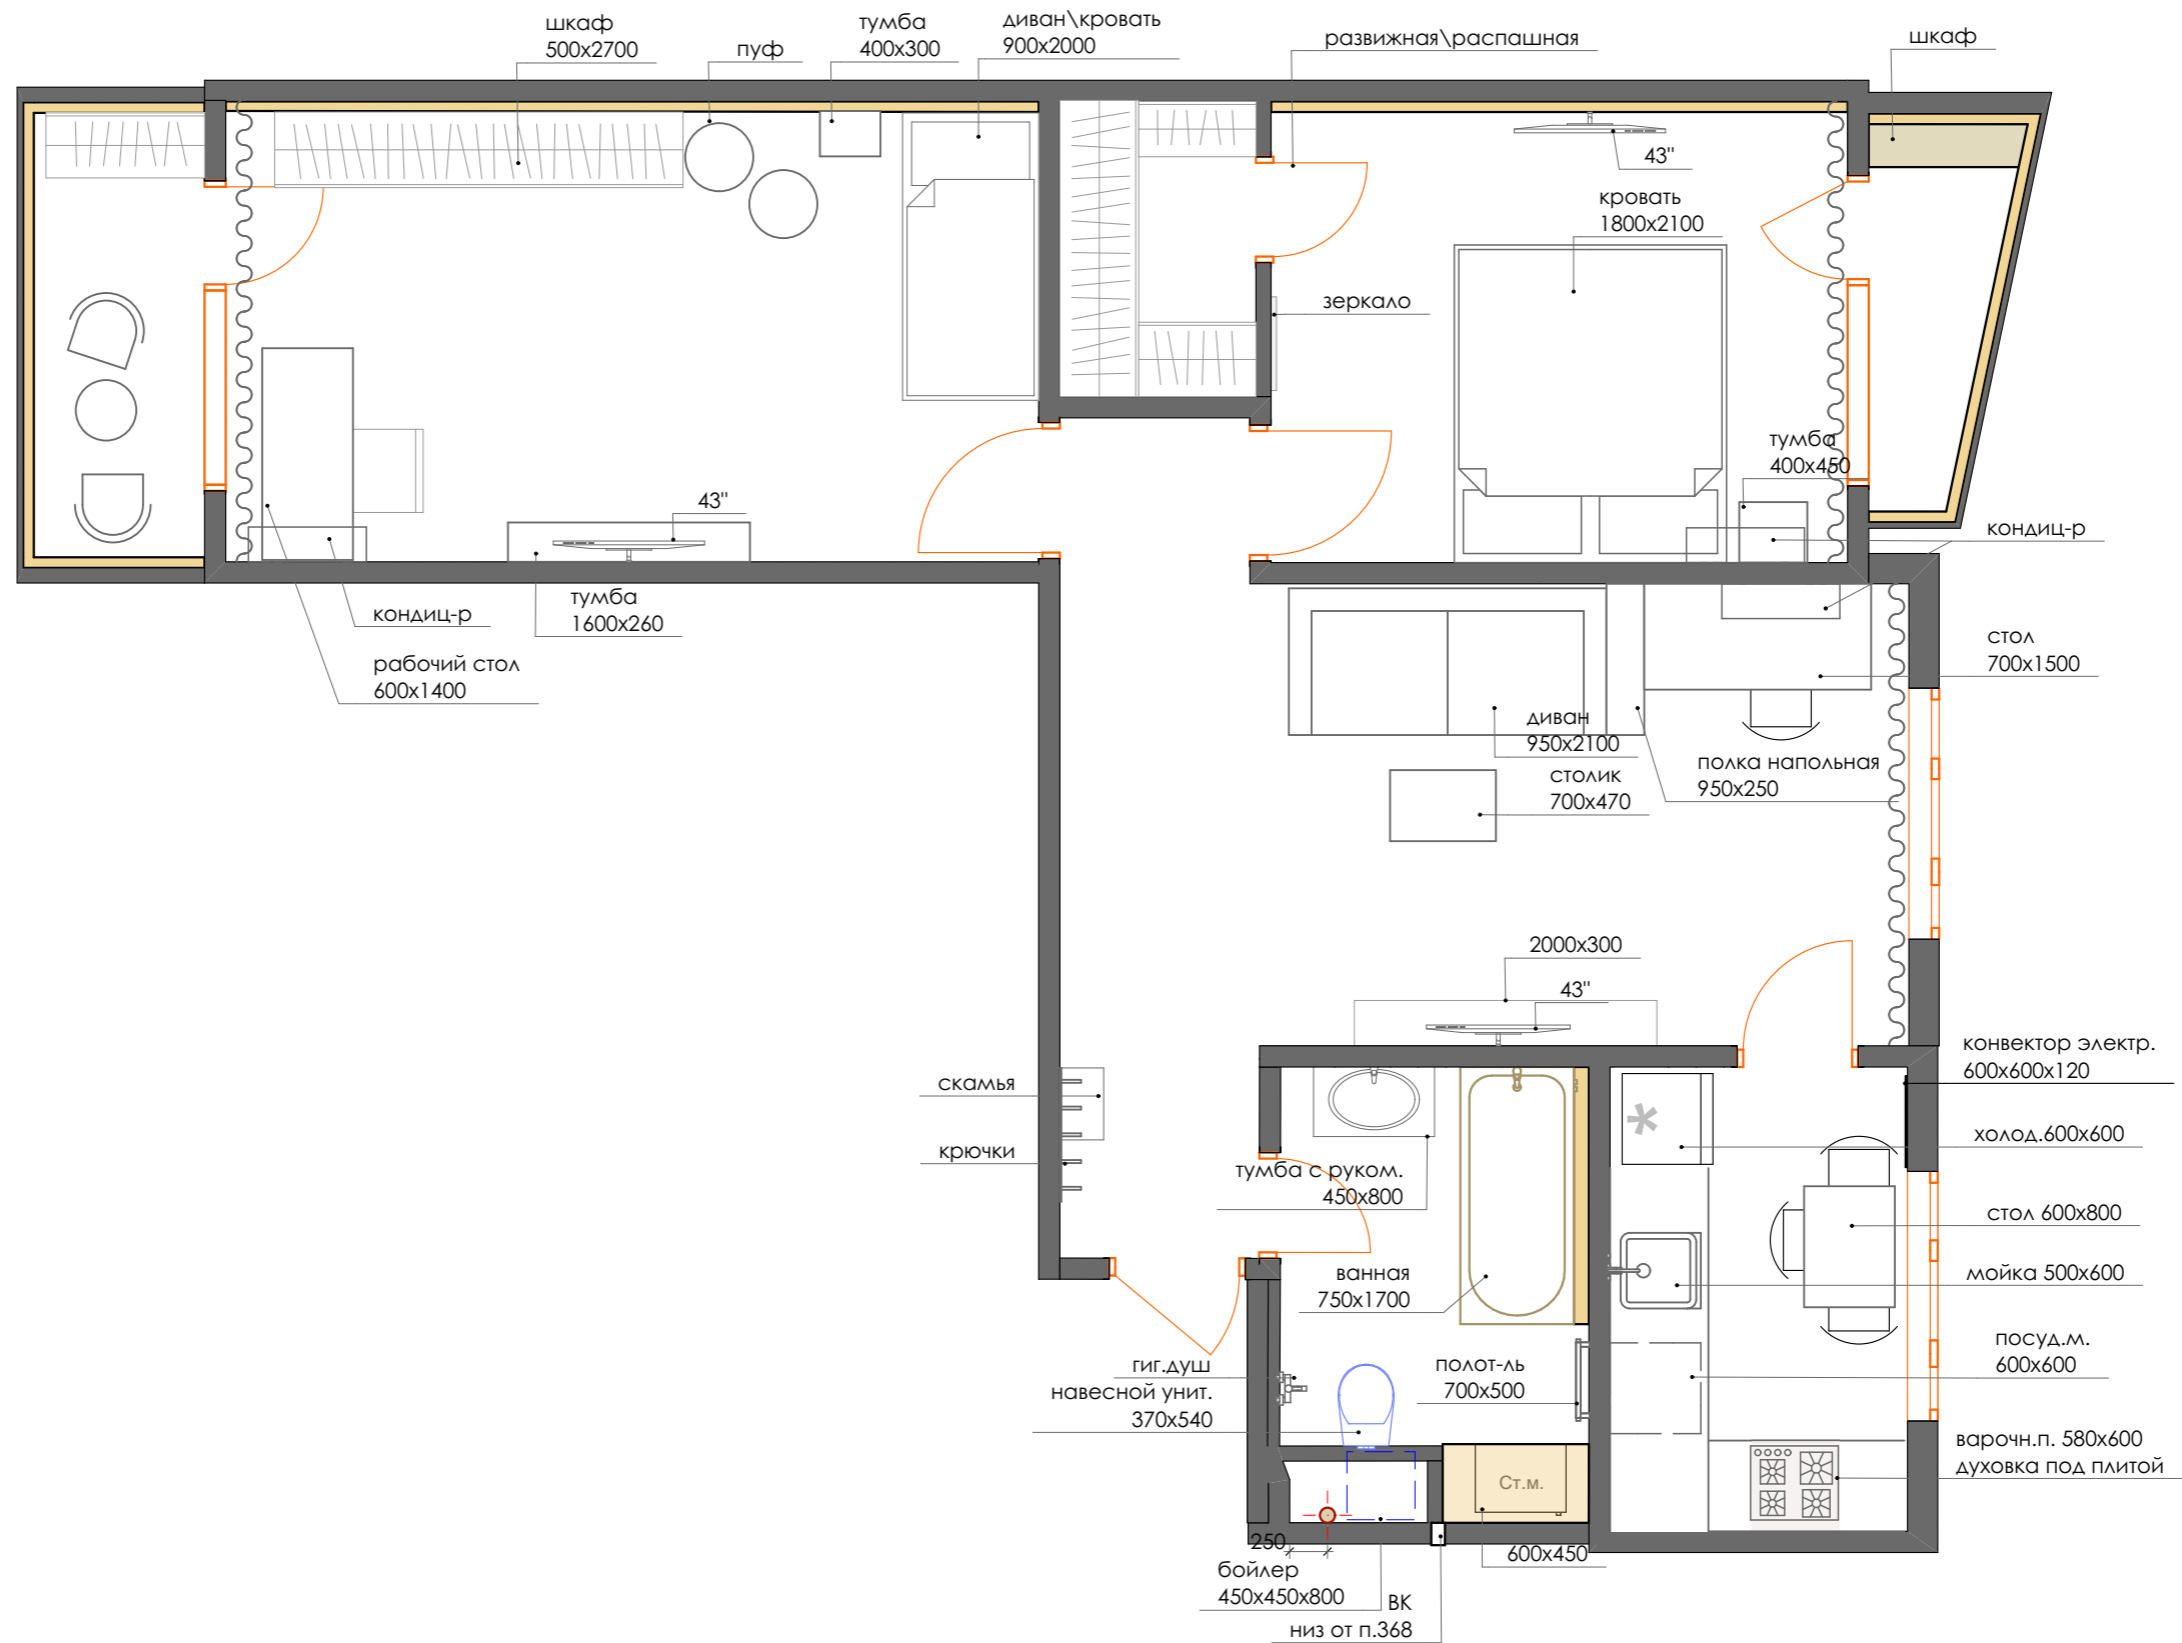 шкаф
500х2700
пуф
тумба
400х300
диван\кровать
900х2000
развижная\распашная
шкаф
43"
кровать
1800х2100
зеркало
тумба
400х450
43"
кондиц-р
кондиц-р
тумба
1600х260
рабочий стол
600х1400
стол
700х1500
диван
950х2100
полка напольная
950х250
столик
700х470
2000х300
43"
конвектор электр.
600х600х120
скамья
крючки
холод.600х600
тумба с руком.
450х800
стол 600х800
мойка 500х600
ванная
750х1700
посуд.м.
600х600
гиг.душ
навесной унит.
370х540
полот-ль
700х500
варочн.п. 580х600
духовка под плитой
Ст.м.
250
600х450
бойлер
450х450х800
ВК
низ от п.368